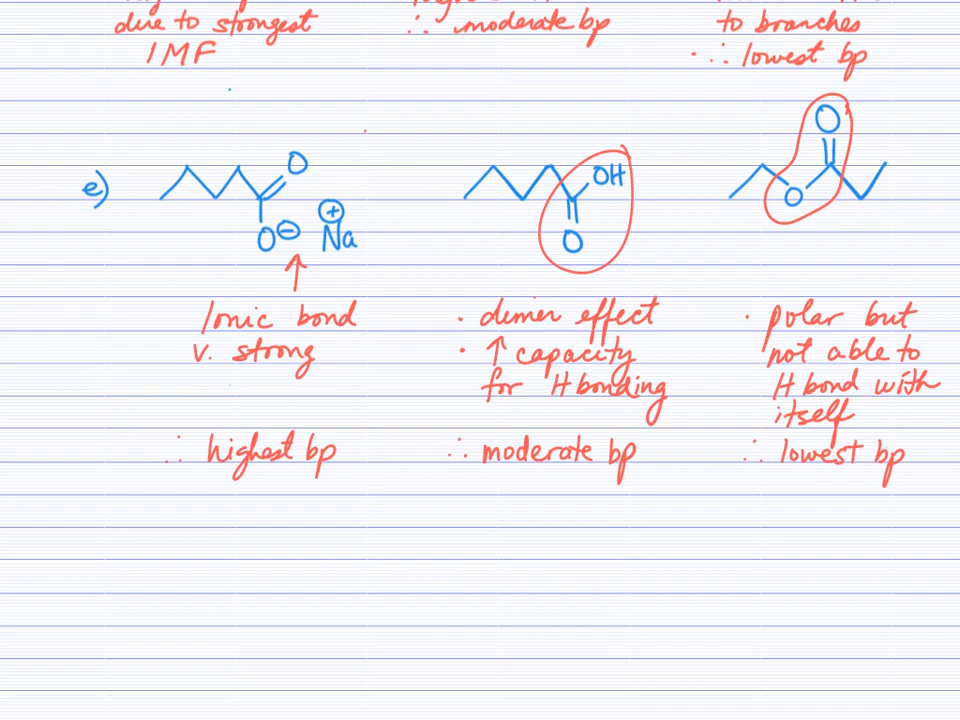 due to strongest
IMF
∴ moderate bp
to branches
· ∴ lowest bp
e)
O
O⊖ ⊕
Na
OH
O
O
O
Ionic bond
v. strong
∴ highest bp
· dimer effect
· ↑ capacity
for H bonding
∴ moderate bp
· polar but
not able to
H bond with
itself
∴ lowest bp